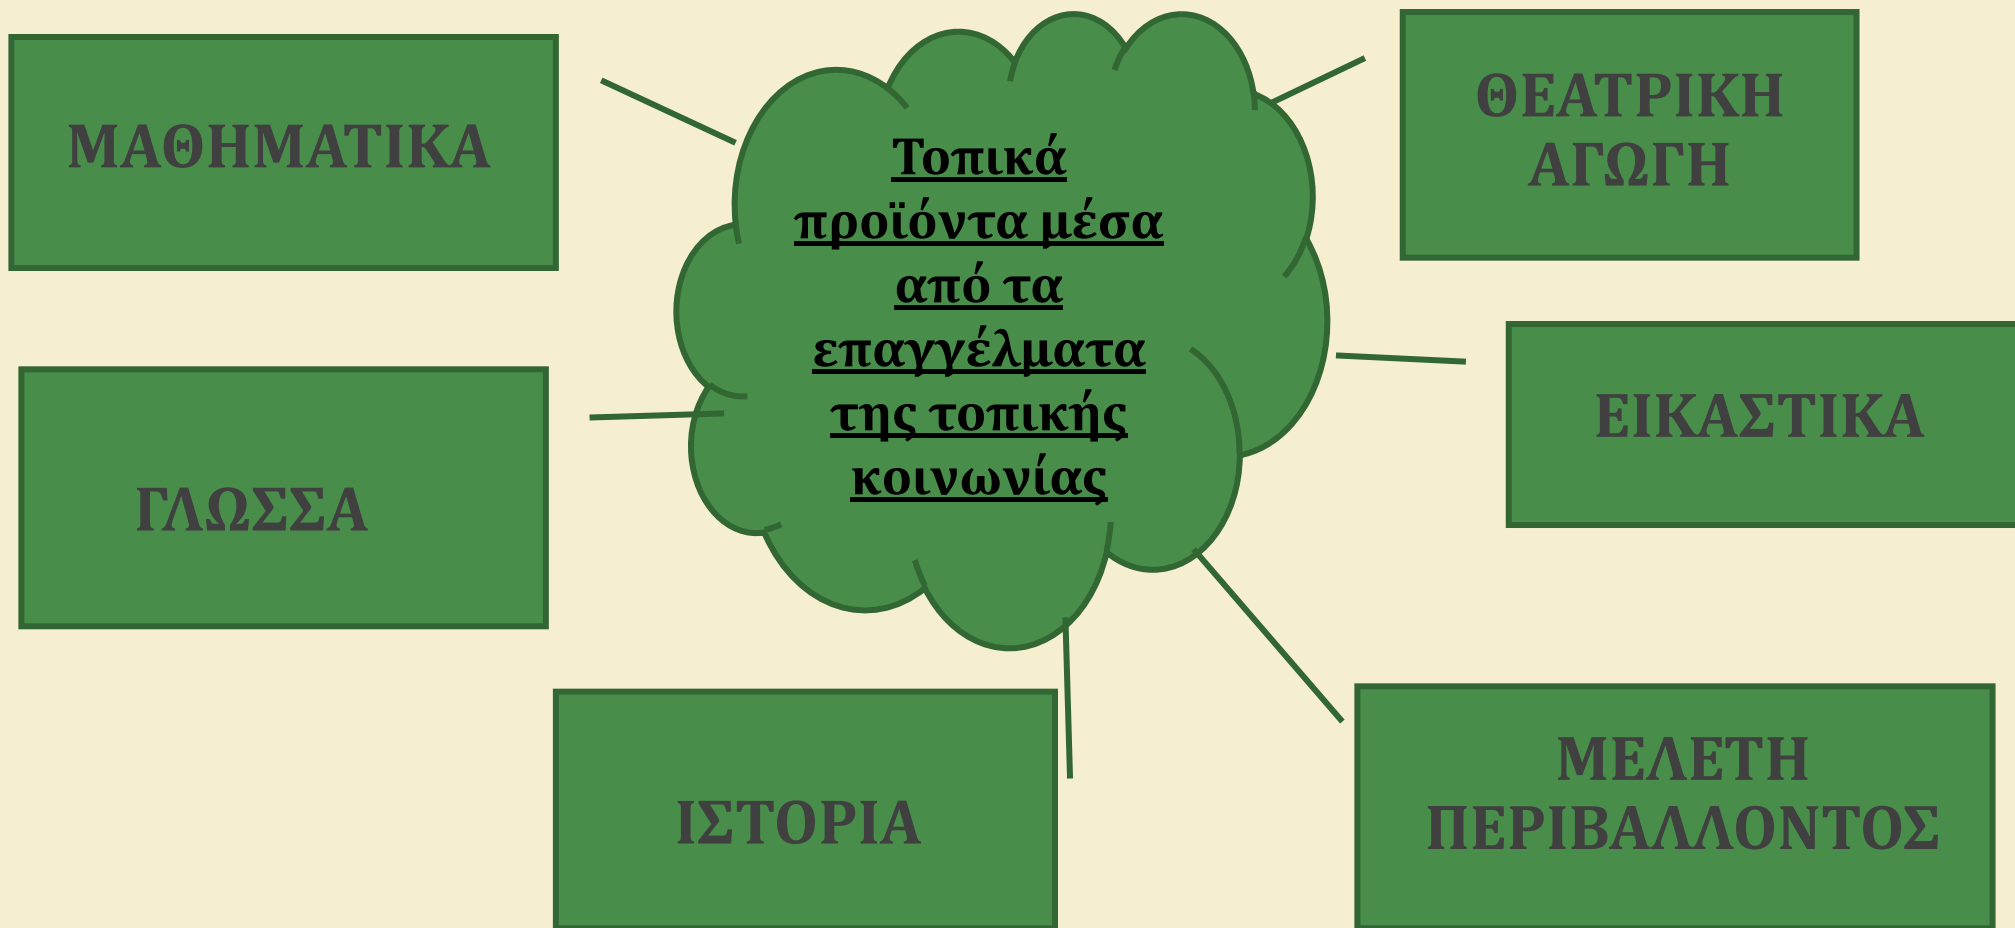 ΜΑΘΗΜΑΤΙΚΑ
Τοπικά
προϊόντα μέσα
από τα
επαγγέλματα
της τοπικής
κοινωνίας
ΘΕΑΤΡΙΚΗ
ΑΓΩΓΗ
ΓΛΩΣΣΑ
ΕΙΚΑΣΤΙΚΑ
ΙΣΤΟΡΙΑ
ΜΕΛΕΤΗ
ΠΕΡΙΒΑΛΛΟΝΤΟΣ